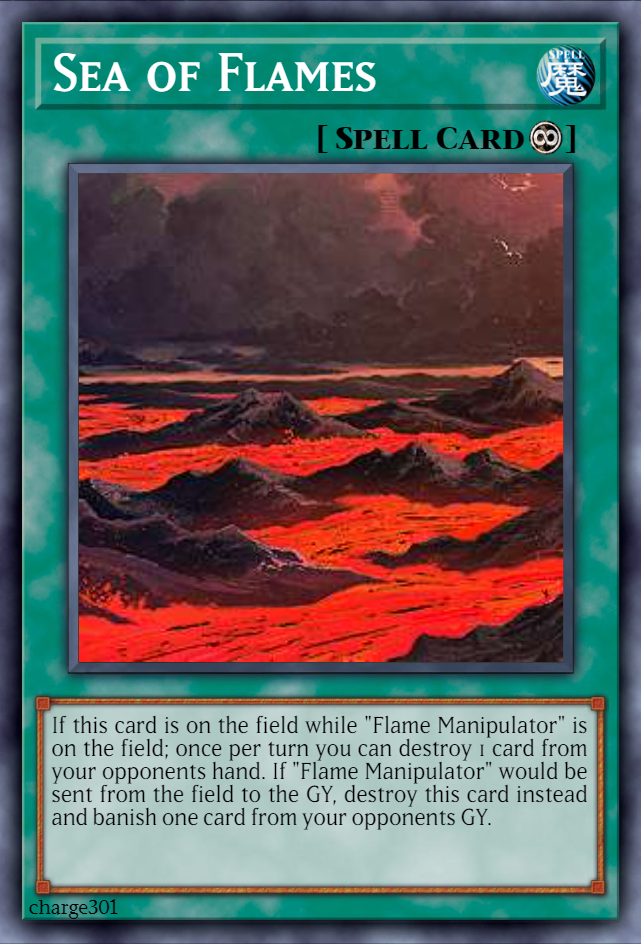 Sea of Flames
SPELL
魔
[ Spell Card ]
If this card is on the field while "Flame Manipulator" is
on the field; once per turn you can destroy 1 card from
your opponents hand. If "Flame Manipulator" would be
sent from the field to the GY, destroy this card instead
and banish one card from your opponents GY.
charge301